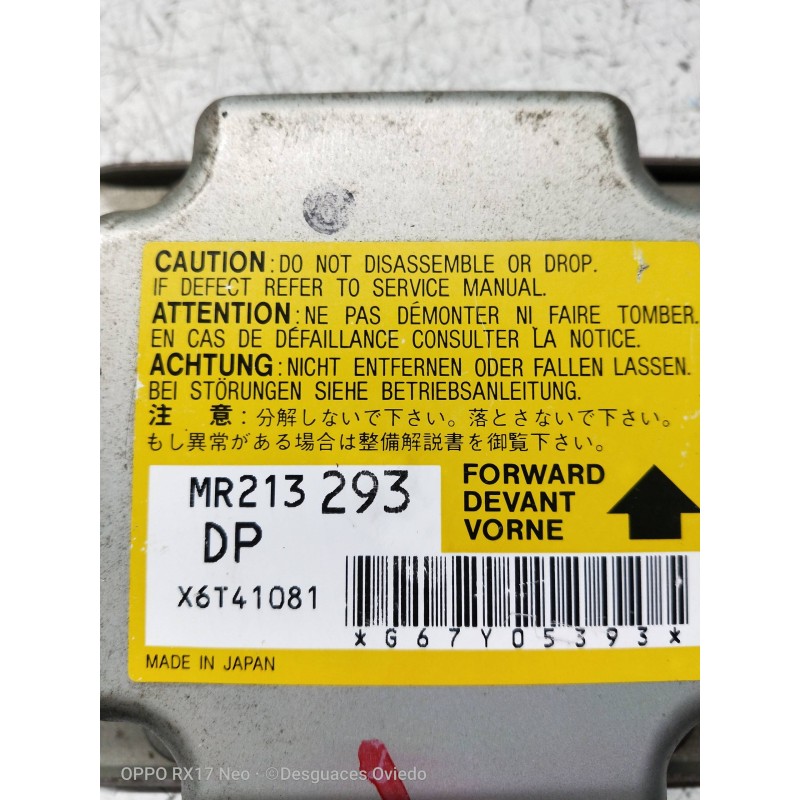 CAUTION : DO NOT DISASSEMBLE OR DROP.
IF DEFECT REFER TO SERVICE MANUAL.
ATTENTION : NE PAS DÉMONTER NI FAIRE TOMBER.
EN CAS DE DÉFAILLANCE CONSULTER LA NOTICE.
ACHTUNG : NICHT ENTFERNEN ODER FALLEN LASSEN.
BEI STÖRUNGEN SIEHE BETRIEBSANLEITUNG.
注 意 : 分解しないで下さい。落とさないで下さい。
もし異常がある場合は整備解説書を御覧下さい。
MR213 293
DP
X6T41081
FORWARD
DEVANT
VORNE
*G67Y05393*
MADE IN JAPAN
OPPO RX17 Neo · ©Desguaces Oviedo